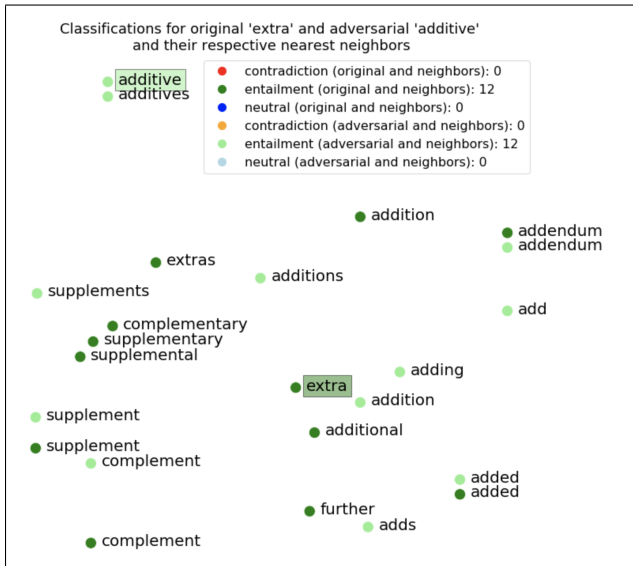 Classifications for original 'extra' and adversarial 'additive'
and their respective nearest neighbors
additive
additives
contradiction (original and neighbors): 0
entailment (original and neighbors): 12
neutral (original and neighbors): 0
contradiction (adversarial and neighbors): 0
entailment (adversarial and neighbors): 12
neutral (adversarial and neighbors): 0
addition
addendum
addendum
extras
additions
supplements
add
complementary
supplementary
supplemental
adding
extra
addition
supplement
additional
supplement
complement
added
added
further
adds
complement